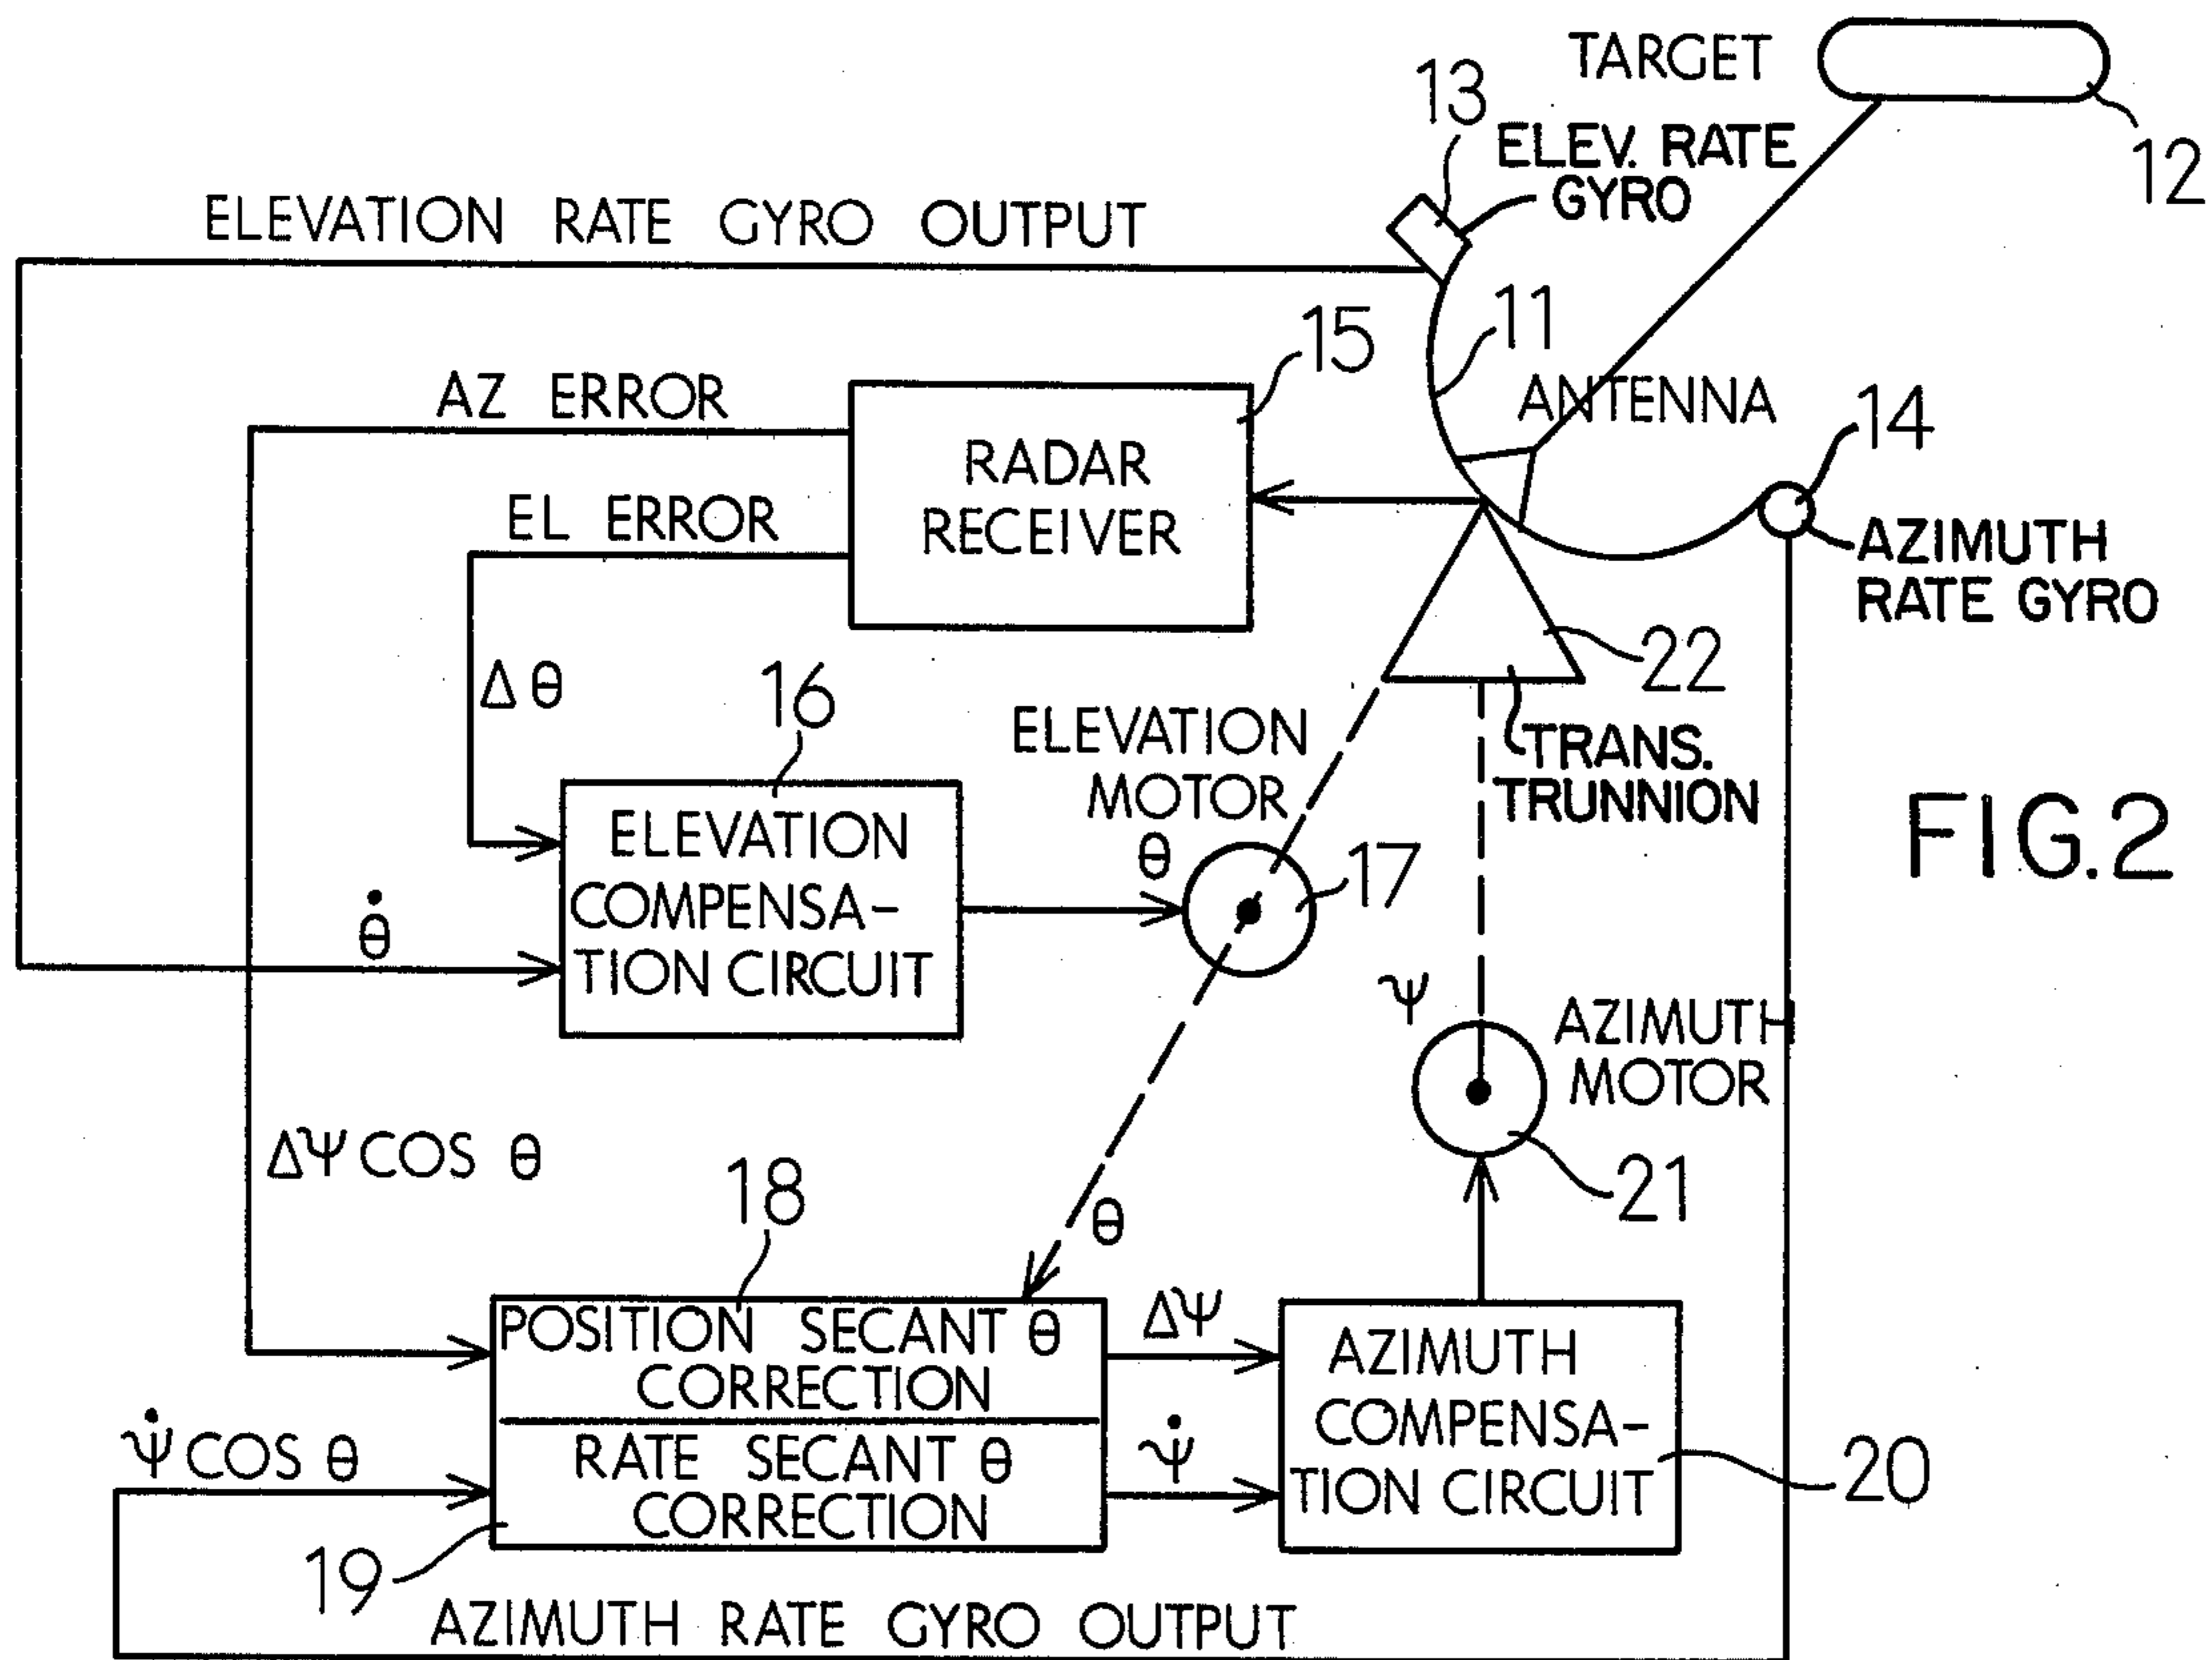 TARGET
12
13
ELEV. RATE
GYRO
ELEVATION RATE GYRO OUTPUT
11
ANTENNA
15
AZ ERROR
RADAR
RECEIVER
EL ERROR
14
AZIMUTH
RATE GYRO
22
TRANS.
TRUNNION
Δθ
16
ELEVATION
MOTOR
θ
17
ELEVATION
COMPENSA-
TION CIRCUIT
θ̇
FIG.2
ψ
AZIMUTH
MOTOR
21
ΔψCOS θ
18
θ
POSITION SECANT θ
CORRECTION
Δψ
RATE SECANT θ
CORRECTION
ψ̇
ψ̇COS θ
19
AZIMUTH
COMPENSA-
TION CIRCUIT
20
AZIMUTH RATE GYRO OUTPUT